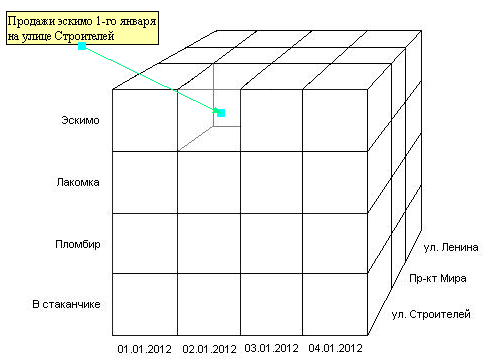 Продажи эскимо 1-го января
на улице Строителей
Эскимо
Лакомка
Пломбир
В стаканчике
ул. Ленина
Пр-кт Мира
ул. Строителей
01.01.2012 02.01.2012 03.01.2012 04.01.2012